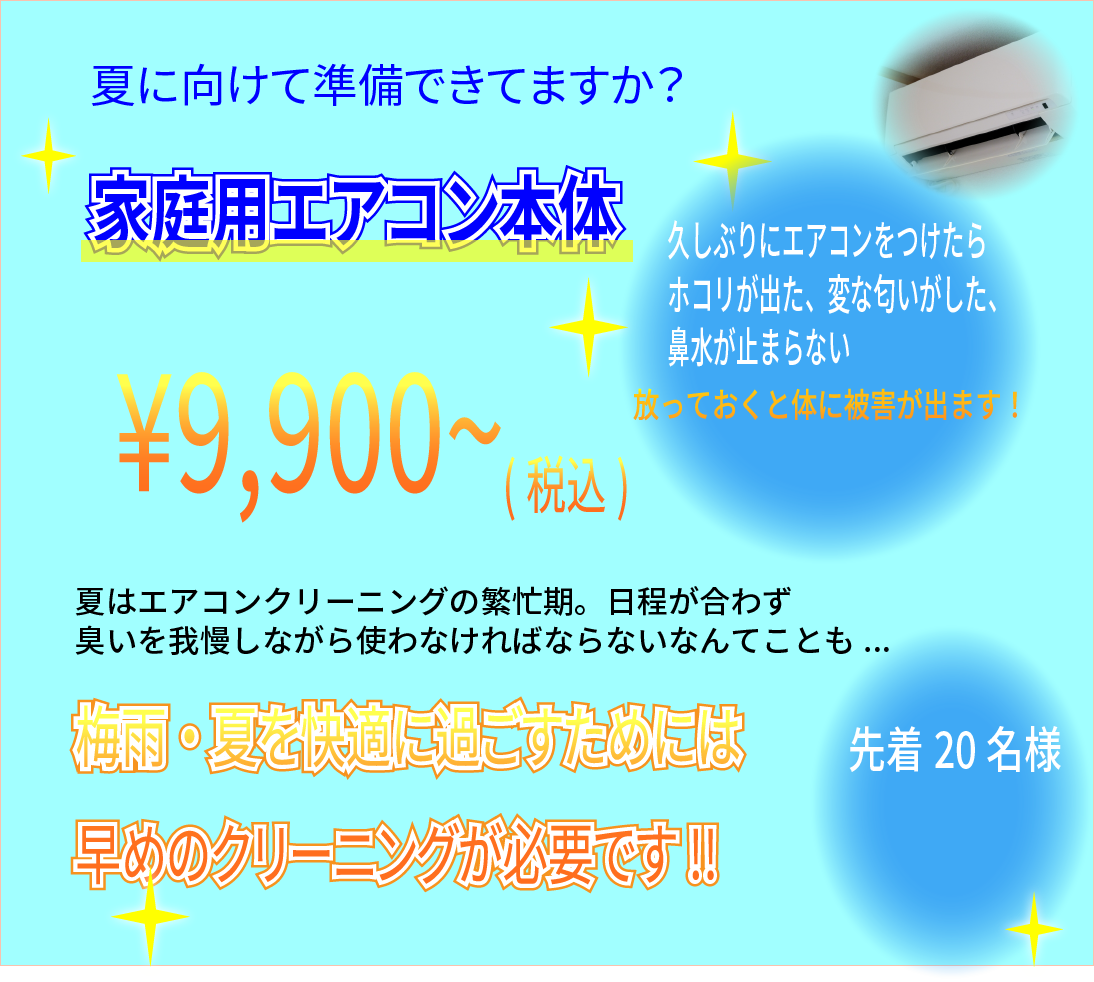 夏に向けて準備できてますか？
家庭用エアコン本体
久しぶりにエアコンをつけたら
ホコリが出た、変な匂いがした、
鼻水が止まらない
放っておくと体に被害が出ます！
¥9,900~
( 税込 )
夏はエアコンクリーニングの繁忙期。日程が合わず
臭いを我慢しながら使わなければならないなんてことも ...
梅雨・夏を快適に過ごすためには
先着 20 名様
早めのクリーニングが必要です !!